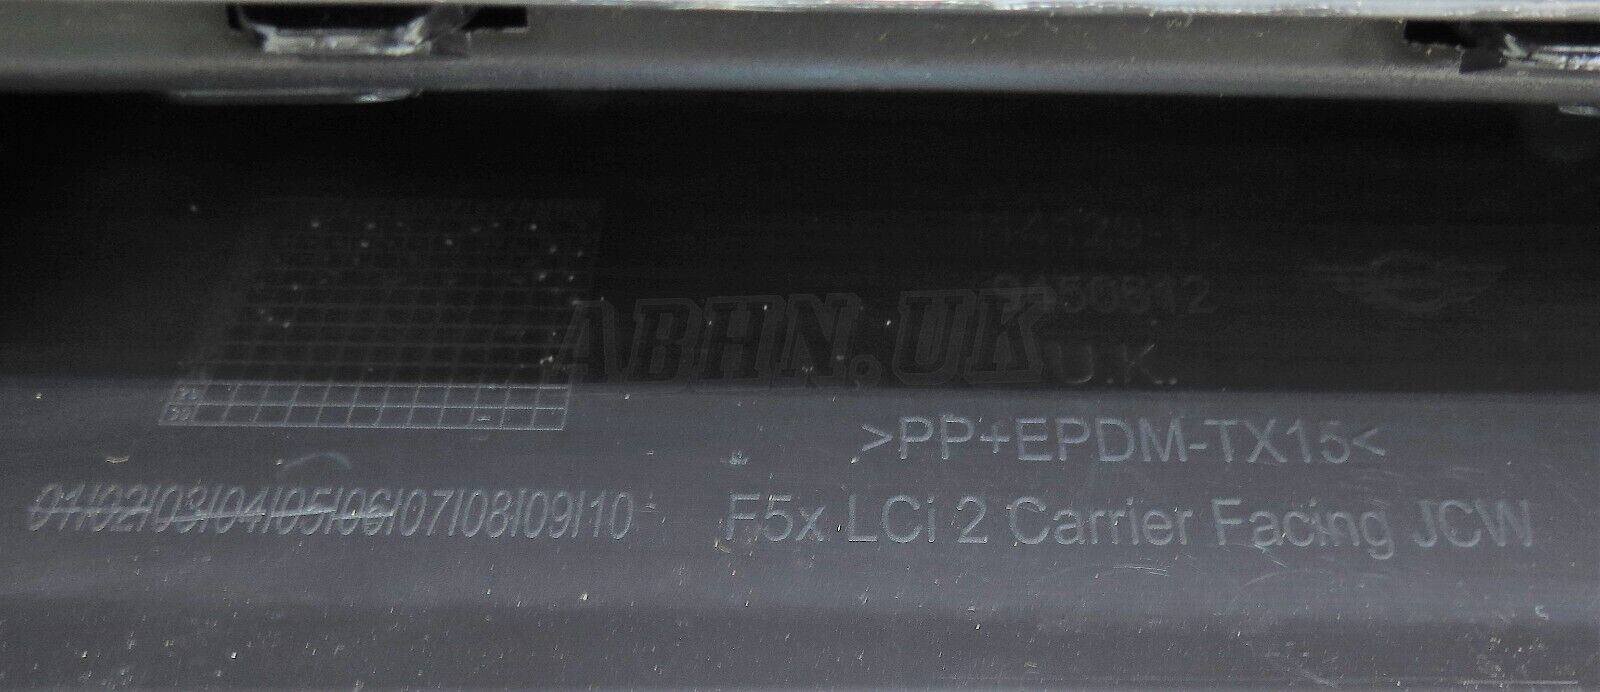 ABHN.UK
U.K.
>PP+EPDM-TX15<
01/02/03/04/05/06/07/08/09/10
F5x LCi 2 Carrier Facing JCW